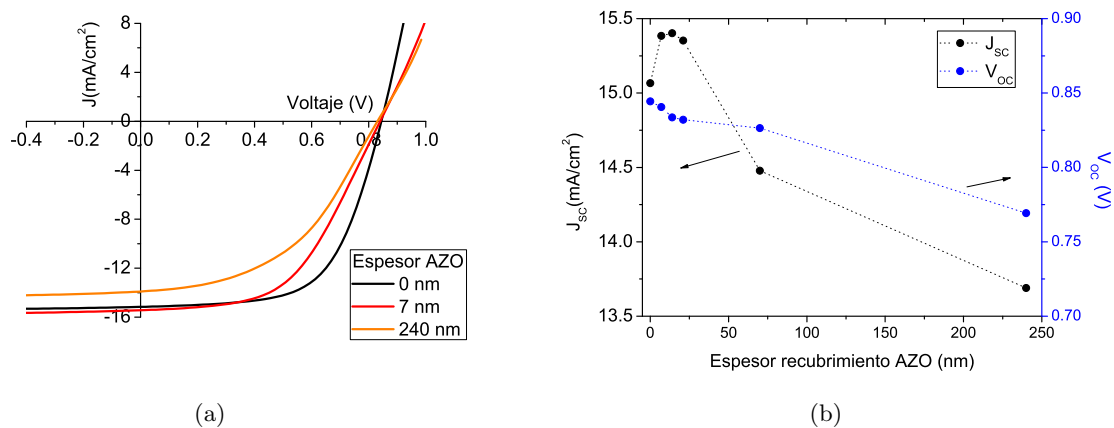 8
4
0
-4
-8
-12
-16
J(mA/cm²)
Voltaje (V)
-0.4 -0.2 0.0 0.2 0.4 0.6 0.8 1.0
Espesor AZO
0 nm
7 nm
240 nm
(a)
15.5
15.0
14.5
14.0
13.5
J_SC(mA/cm²)
J_SC
V_OC
0.90
0.85
0.80
0.75
0.70
V_OC (V)
0 50 100 150 200 250
Espesor recubrimiento AZO (nm)
(b)